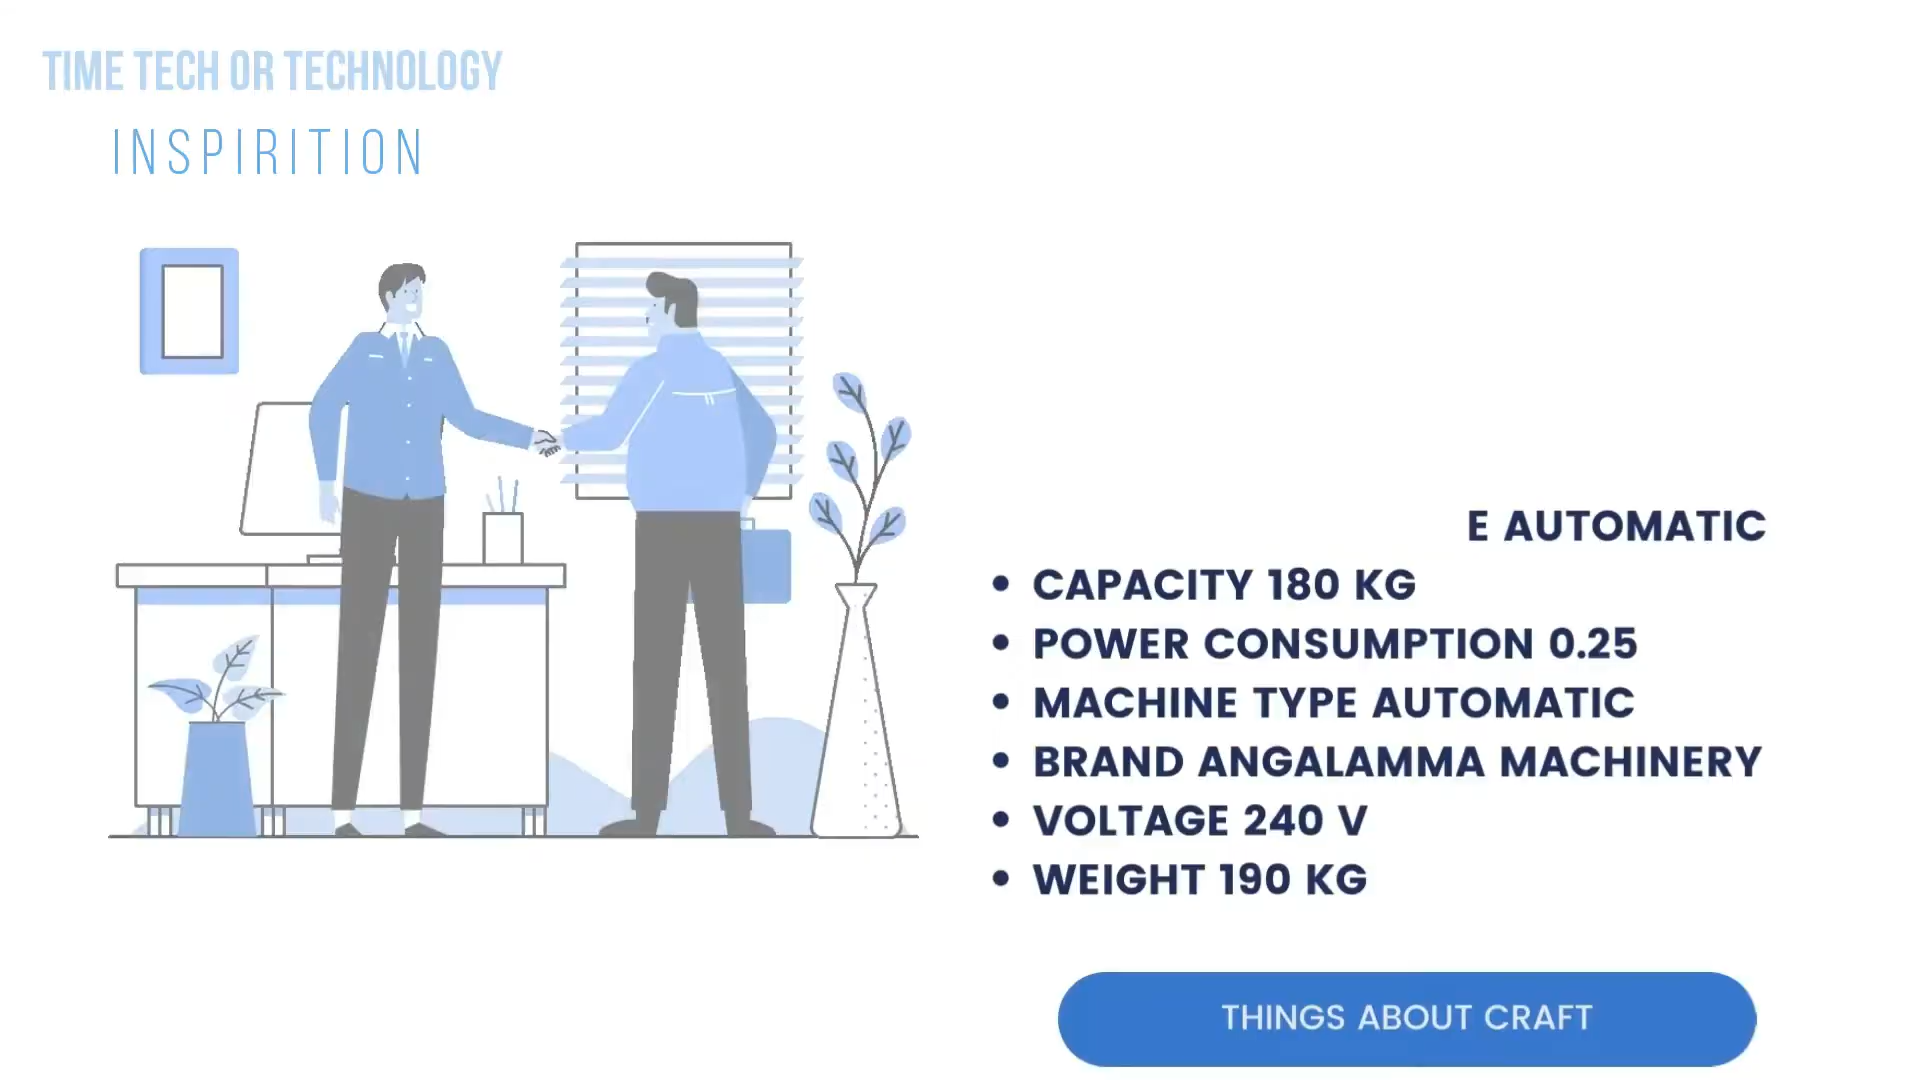 TIME TECH OR TECHNOLOGY
INSPIRITION
E AUTOMATIC
• CAPACITY 180 KG
• POWER CONSUMPTION 0.25
• MACHINE TYPE AUTOMATIC
• BRAND ANGALAMMA MACHINERY
• VOLTAGE 240 V
• WEIGHT 190 KG
THINGS ABOUT CRAFT